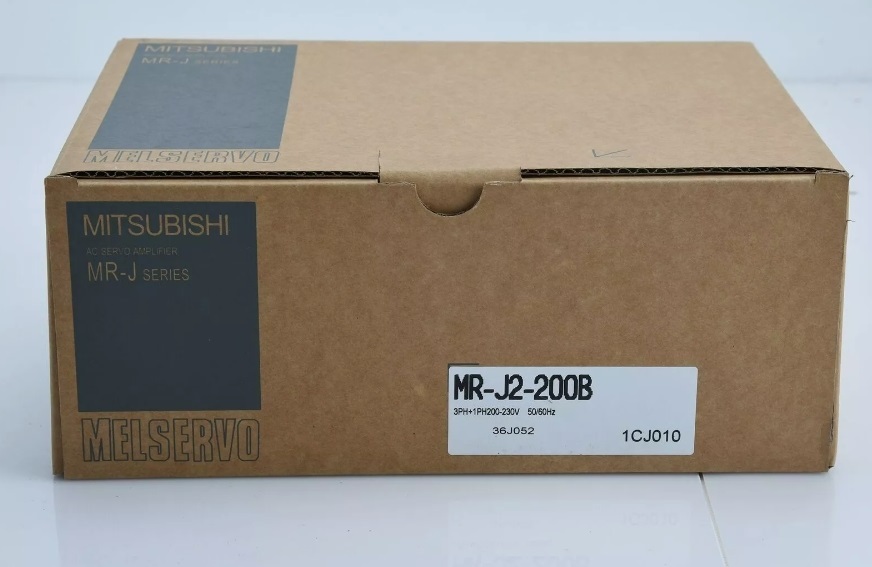 MITSUBISHI
MR-J SERIES
MELSERVO
MITSUBISHI
AC SERVO AMPLIFIER
MR-J SERIES
MELSERVO
MR-J2-200B
3PH+1PH200-230V 50/60Hz
36J052
1CJ010